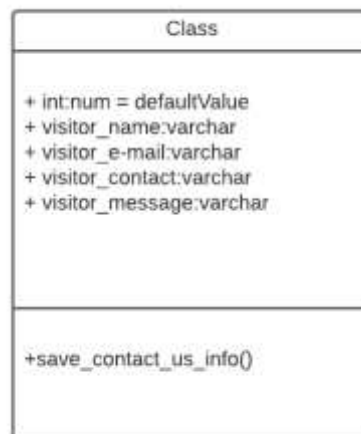 Class
+ int:num = defaultValue
+ visitor_name:varchar
+ visitor_e-mail:varchar
+ visitor_contact:varchar
+ visitor_message:varchar
+save_contact_us_info()